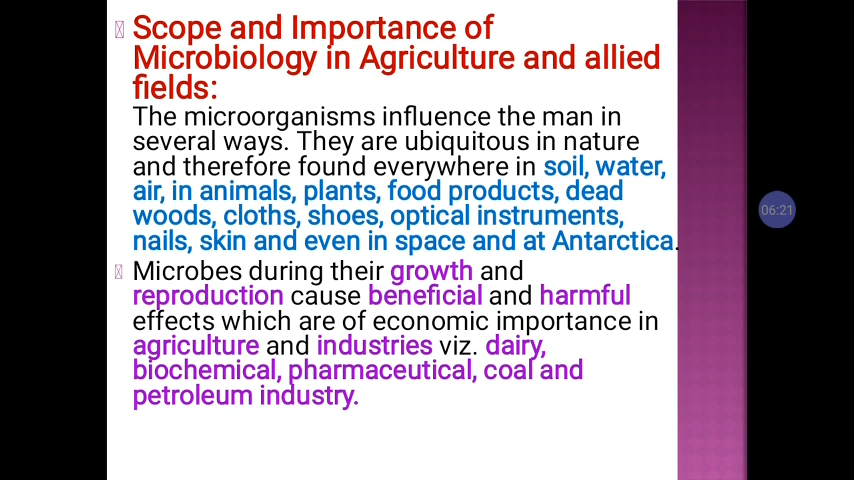 Scope and Importance of
Microbiology in Agriculture and allied
fields:
The microorganisms influence the man in
several ways. They are ubiquitous in nature
and therefore found everywhere in soil, water,
air, in animals, plants, food products, dead
woods, cloths, shoes, optical instruments,
nails, skin and even in space and at Antarctica.
Microbes during their growth and
reproduction cause beneficial and harmful
effects which are of economic importance in
agriculture and industries viz. dairy,
biochemical, pharmaceutical, coal and
petroleum industry.
06:21